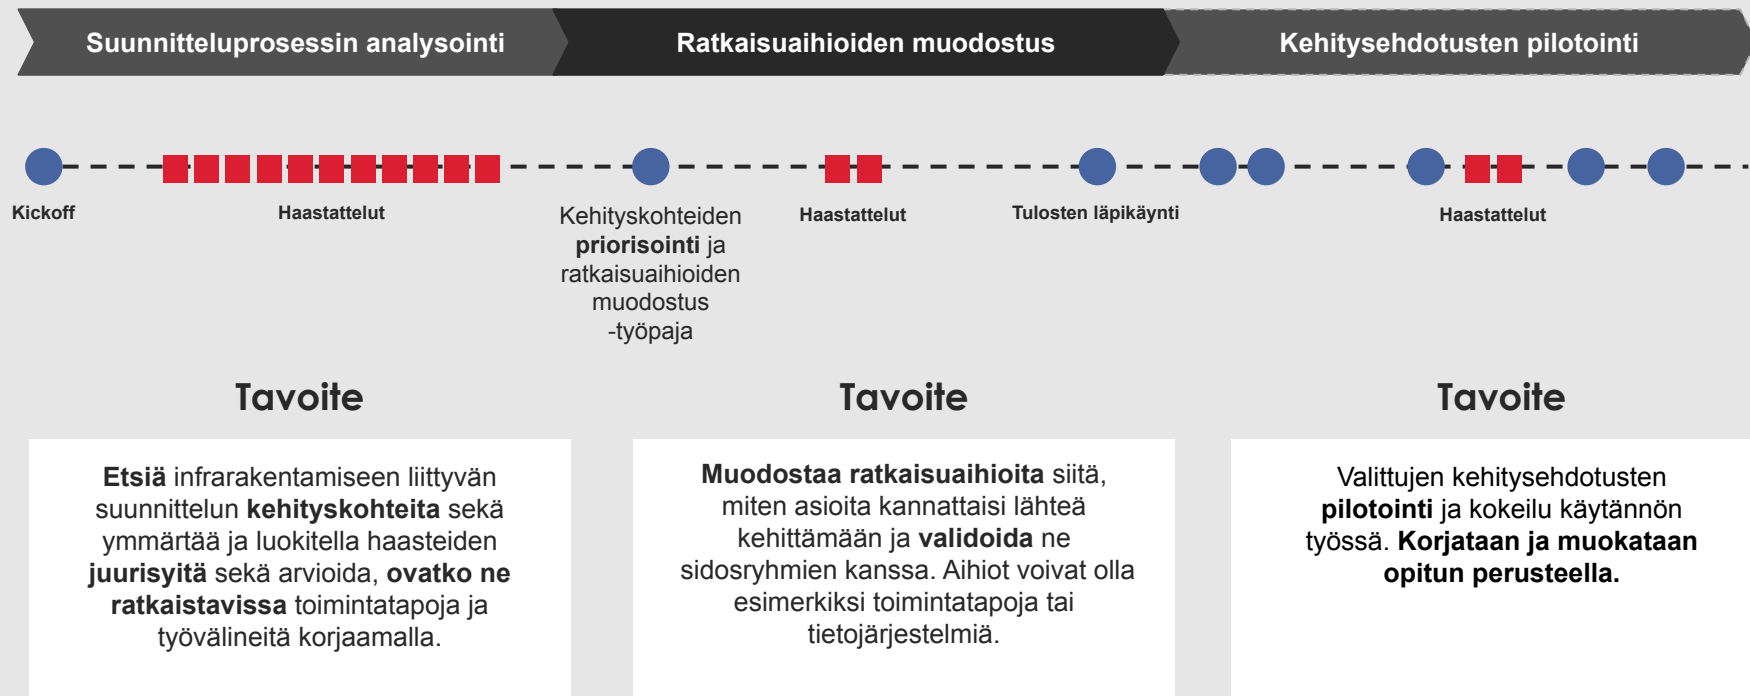 Suunnitteluprosessin analysointi
Ratkaisuaihioiden muodostus
Kehitysehdotusten pilotointi
Kickoff
Haastattelut
Kehityskohteiden
priorisointi ja
ratkaisuaihioiden
muodostus
-työpaja
Haastattelut
Tulosten läpikäynti
Haastattelut
Tavoite
Etsiä infrarakentamiseen liittyvän
suunnittelun kehityskohteita sekä
ymmärtää ja luokitella haasteiden
juurisyitä sekä arvioida, ovatko ne
ratkaistavissa toimintatapoja ja
työvälineitä korjaamalla.
Tavoite
Muodostaa ratkaisuaihioita siitä,
miten asioita kannattaisi lähteä
kehittämään ja validoida ne
sidosryhmien kanssa. Aihiot voivat olla
esimerkiksi toimintatapoja tai
tietojärjestelmiä.
Tavoite
Valittujen kehitysehdotusten
pilotointi ja kokeilu käytännön
työssä. Korjataan ja muokataan
opitun perusteella.